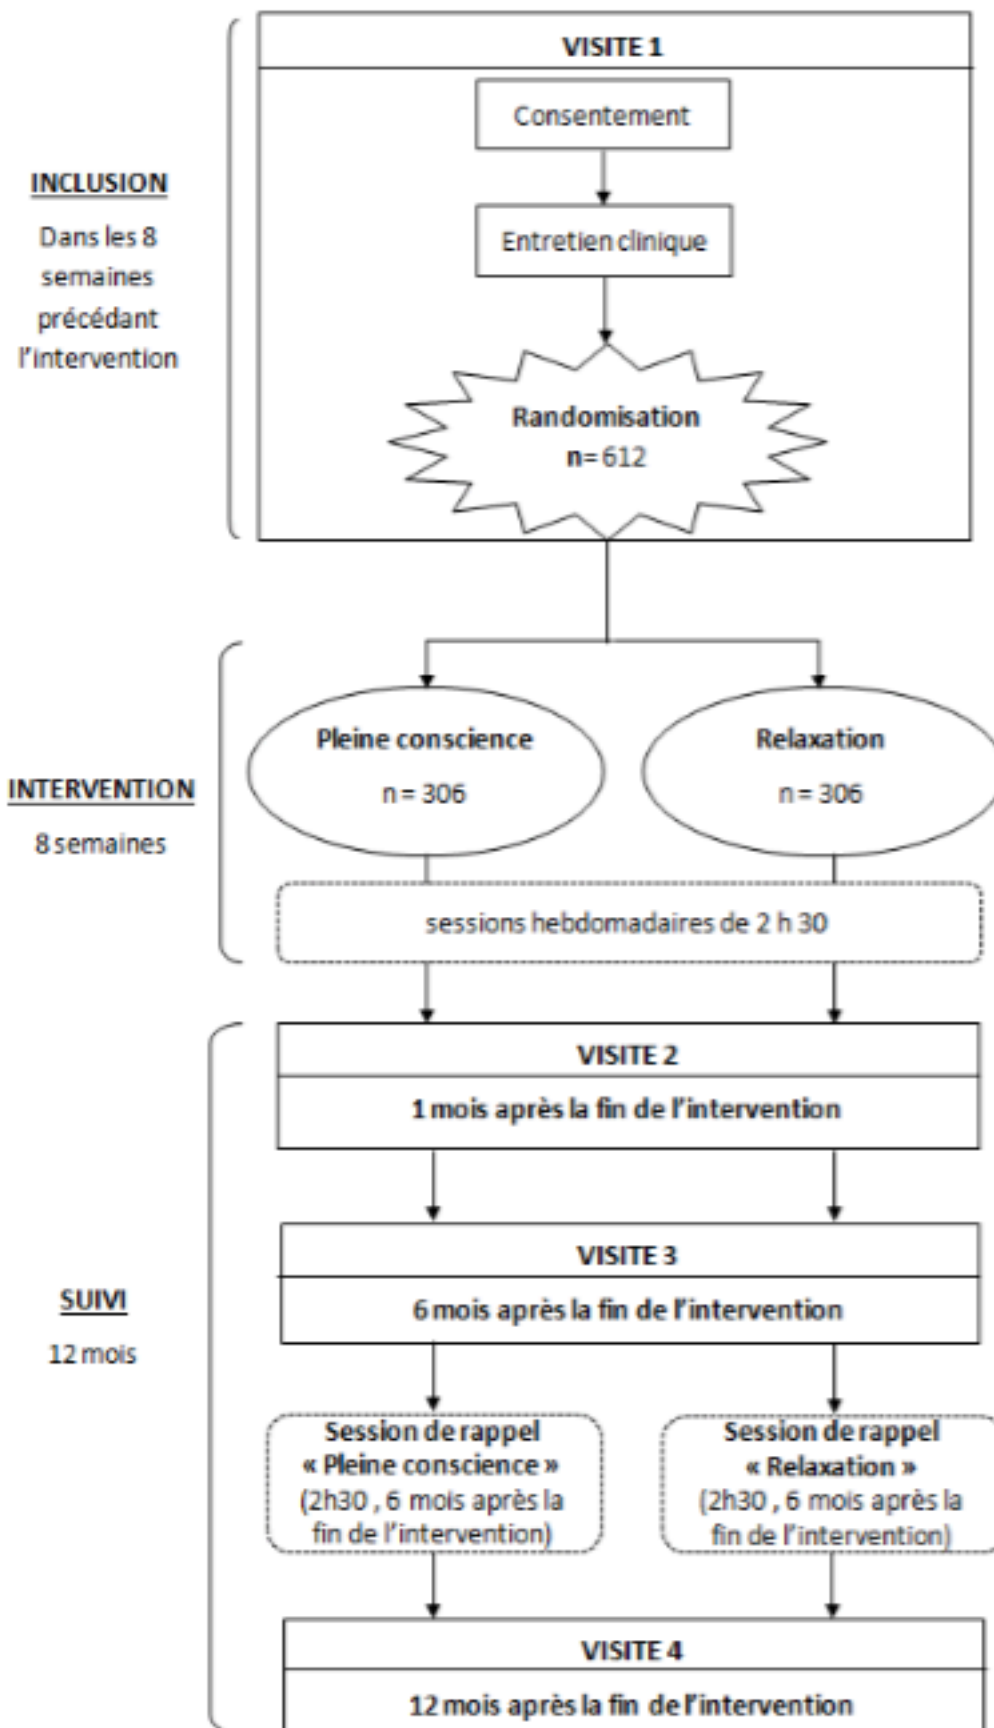 VISITE 1
Consentement
INCLUSION
Dans les 8
semaines
précédant
l'intervention
Entretien clinique
Randomisation
n= 612
Pleine conscience
n = 306
Relaxation
n = 306
INTERVENTION
8 semaines
sessions hebdomadaires de 2 h 30
VISITE 2
1 mois après la fin de l'intervention
VISITE 3
6 mois après la fin de l'intervention
SUIVI
12 mois
Session de rappel
« Pleine conscience »
(2h30 , 6 mois après la
fin de l'intervention)
Session de rappel
« Relaxation »
(2h30 , 6 mois après la
fin de l'intervention)
VISITE 4
12 mois après la fin de l'intervention